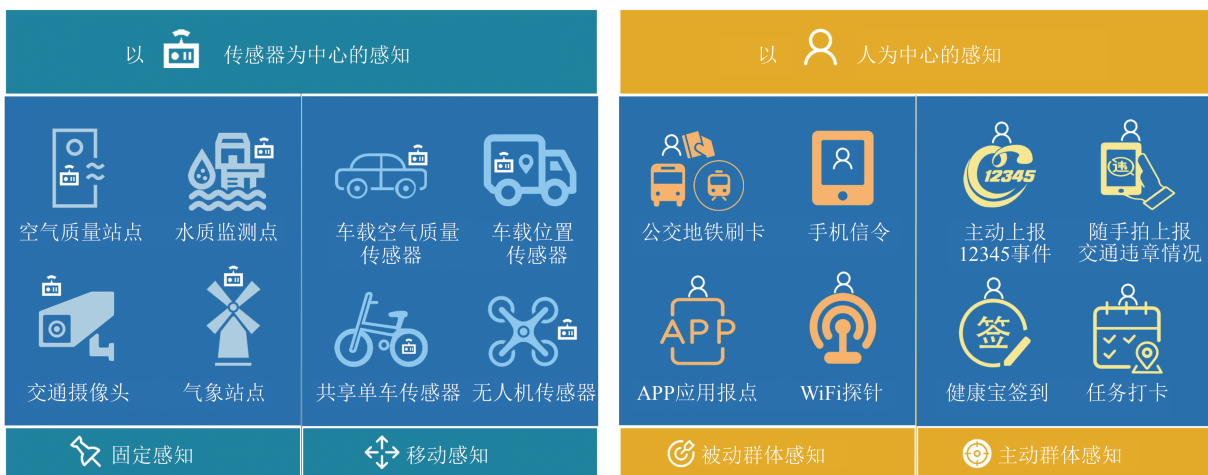 以 传感器为中心的感知
空气质量站点
水质监测点
车载空气质量
传感器
车载位置
传感器
交通摄像头
气象站点
共享单车传感器
无人机传感器
固定感知
移动感知
以 人为中心的感知
公交地铁刷卡
手机信令
12345
主动上报
12345事件
违
随手拍上报
交通违章情况
APP
APP应用报点
WiFi探针
签
健康宝签到
任务打卡
被动群体感知
主动群体感知